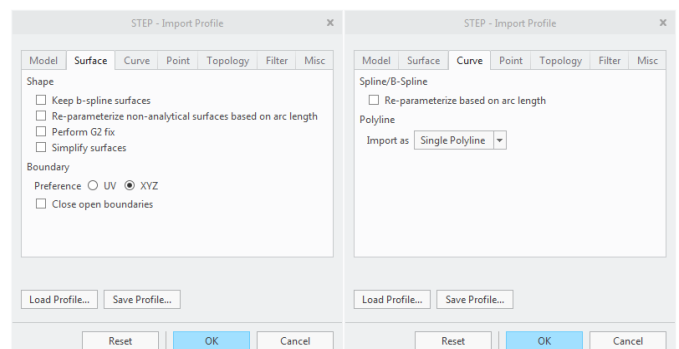 STEP - Import Profile x
Model Surface Curve Point Topology Filter Misc
Shape
Keep b-spline surfaces
Re-parameterize non-analytical surfaces based on arc length
Perform G2 fix
Simplify surfaces
Boundary
Preference UV XYZ
Close open boundaries
Load Profile... Save Profile...
Reset OK Cancel
STEP - Import Profile x
Model Surface Curve Point Topology Filter Misc
Spline/B-Spline
Re-parameterize based on arc length
Polyline
Import as Single Polyline
Load Profile... Save Profile...
Reset OK Cancel